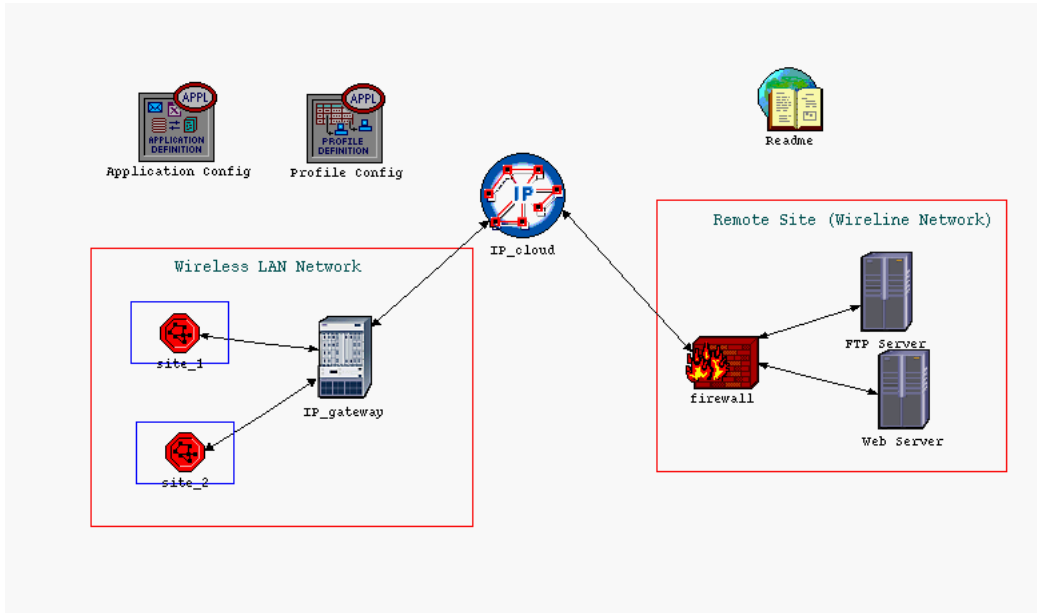 APPL
APPLICATION
DEFINITION
Application Config
APPL
PROFILE
DEFINITION
Profile Config
Readme
IP
IP_cloud
Remote Site (Wireline Network)
Wireless LAN Network
site_1
IP_gateway
site_2
FTP Server
firewall
Web Server